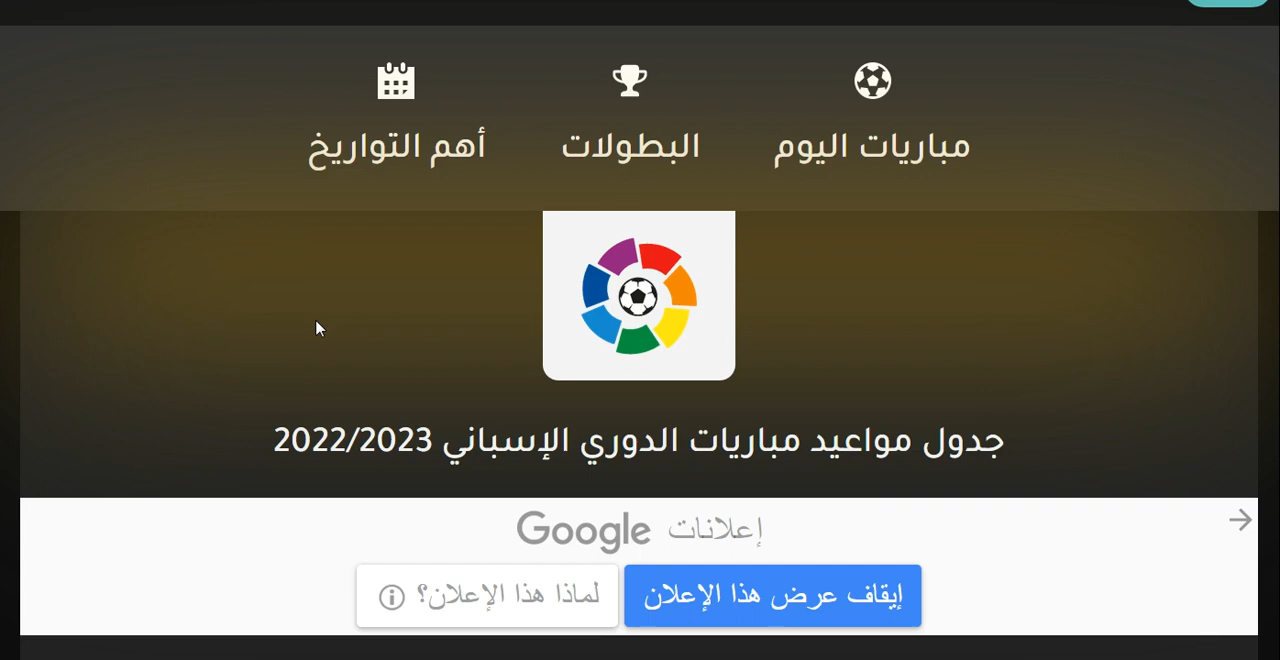 مباريات اليوم
البطولات
أهم التواريخ
جدول مواعيد مباريات الدوري الإسباني 2022/2023
إعلانات Google
إيقاف عرض هذا الإعلان
لماذا هذا الإعلان؟